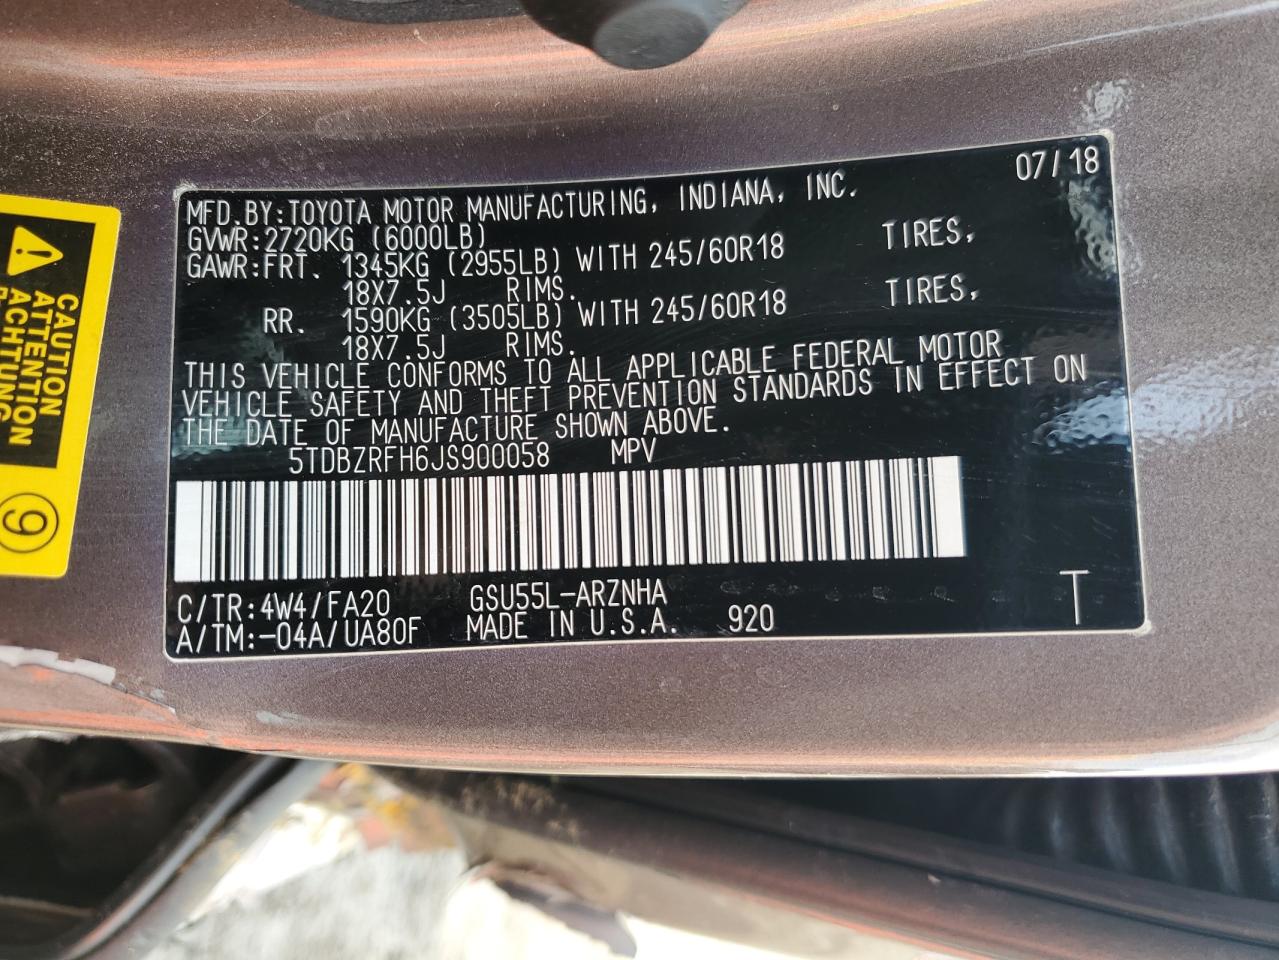 07/18
MFD.BY:TOYOTA MOTOR MANUFACTURING, INDIANA, INC.
GVWR:2720KG (6000LB)
GAWR:FRT. 1345KG (2955LB) WITH 245/60R18 TIRES,
18X7.5J RIMS.
RR. 1590KG (3505LB) WITH 245/60R18 TIRES,
18X7.5J RIMS.
THIS VEHICLE CONFORMS TO ALL APPLICABLE FEDERAL MOTOR
VEHICLE SAFETY AND THEFT PREVENTION STANDARDS IN EFFECT ON
THE DATE OF MANUFACTURE SHOWN ABOVE.
5TDBZRFH6JS900058 MPV
C/TR:4W4/FA20 GSU55L-ARZNHA
A/TM:-04A/UA80F MADE IN U.S.A. 920
T
CAUTION
ATTENTION
ACHTUNG
9